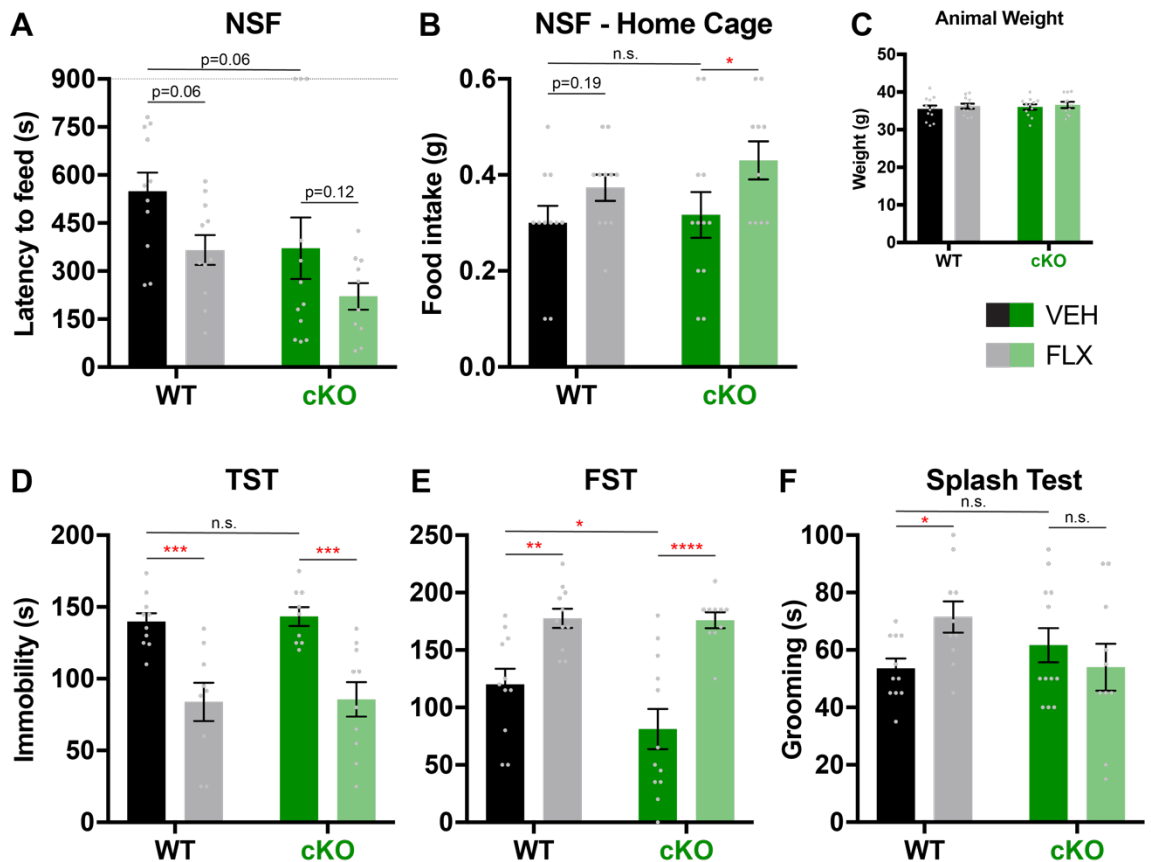 A
NSF
Latency to feed (s)
900
750
600
450
300
150
0
p=0.06
p=0.06
p=0.12
WT
cKO
B
NSF - Home Cage
Food intake (g)
0.6
0.4
0.2
0.0
n.s.
p=0.19
*
WT
cKO
C
Animal Weight
Weight (g)
50
40
30
20
10
0
WT
cKO
VEH
FLX
D
TST
Immobility (s)
200
150
100
50
0
n.s.
***
***
WT
cKO
E
FST
250
200
150
100
50
0
*
**
****
WT
cKO
F
Splash Test
Grooming (s)
100
80
60
40
20
0
n.s.
*
n.s.
WT
cKO